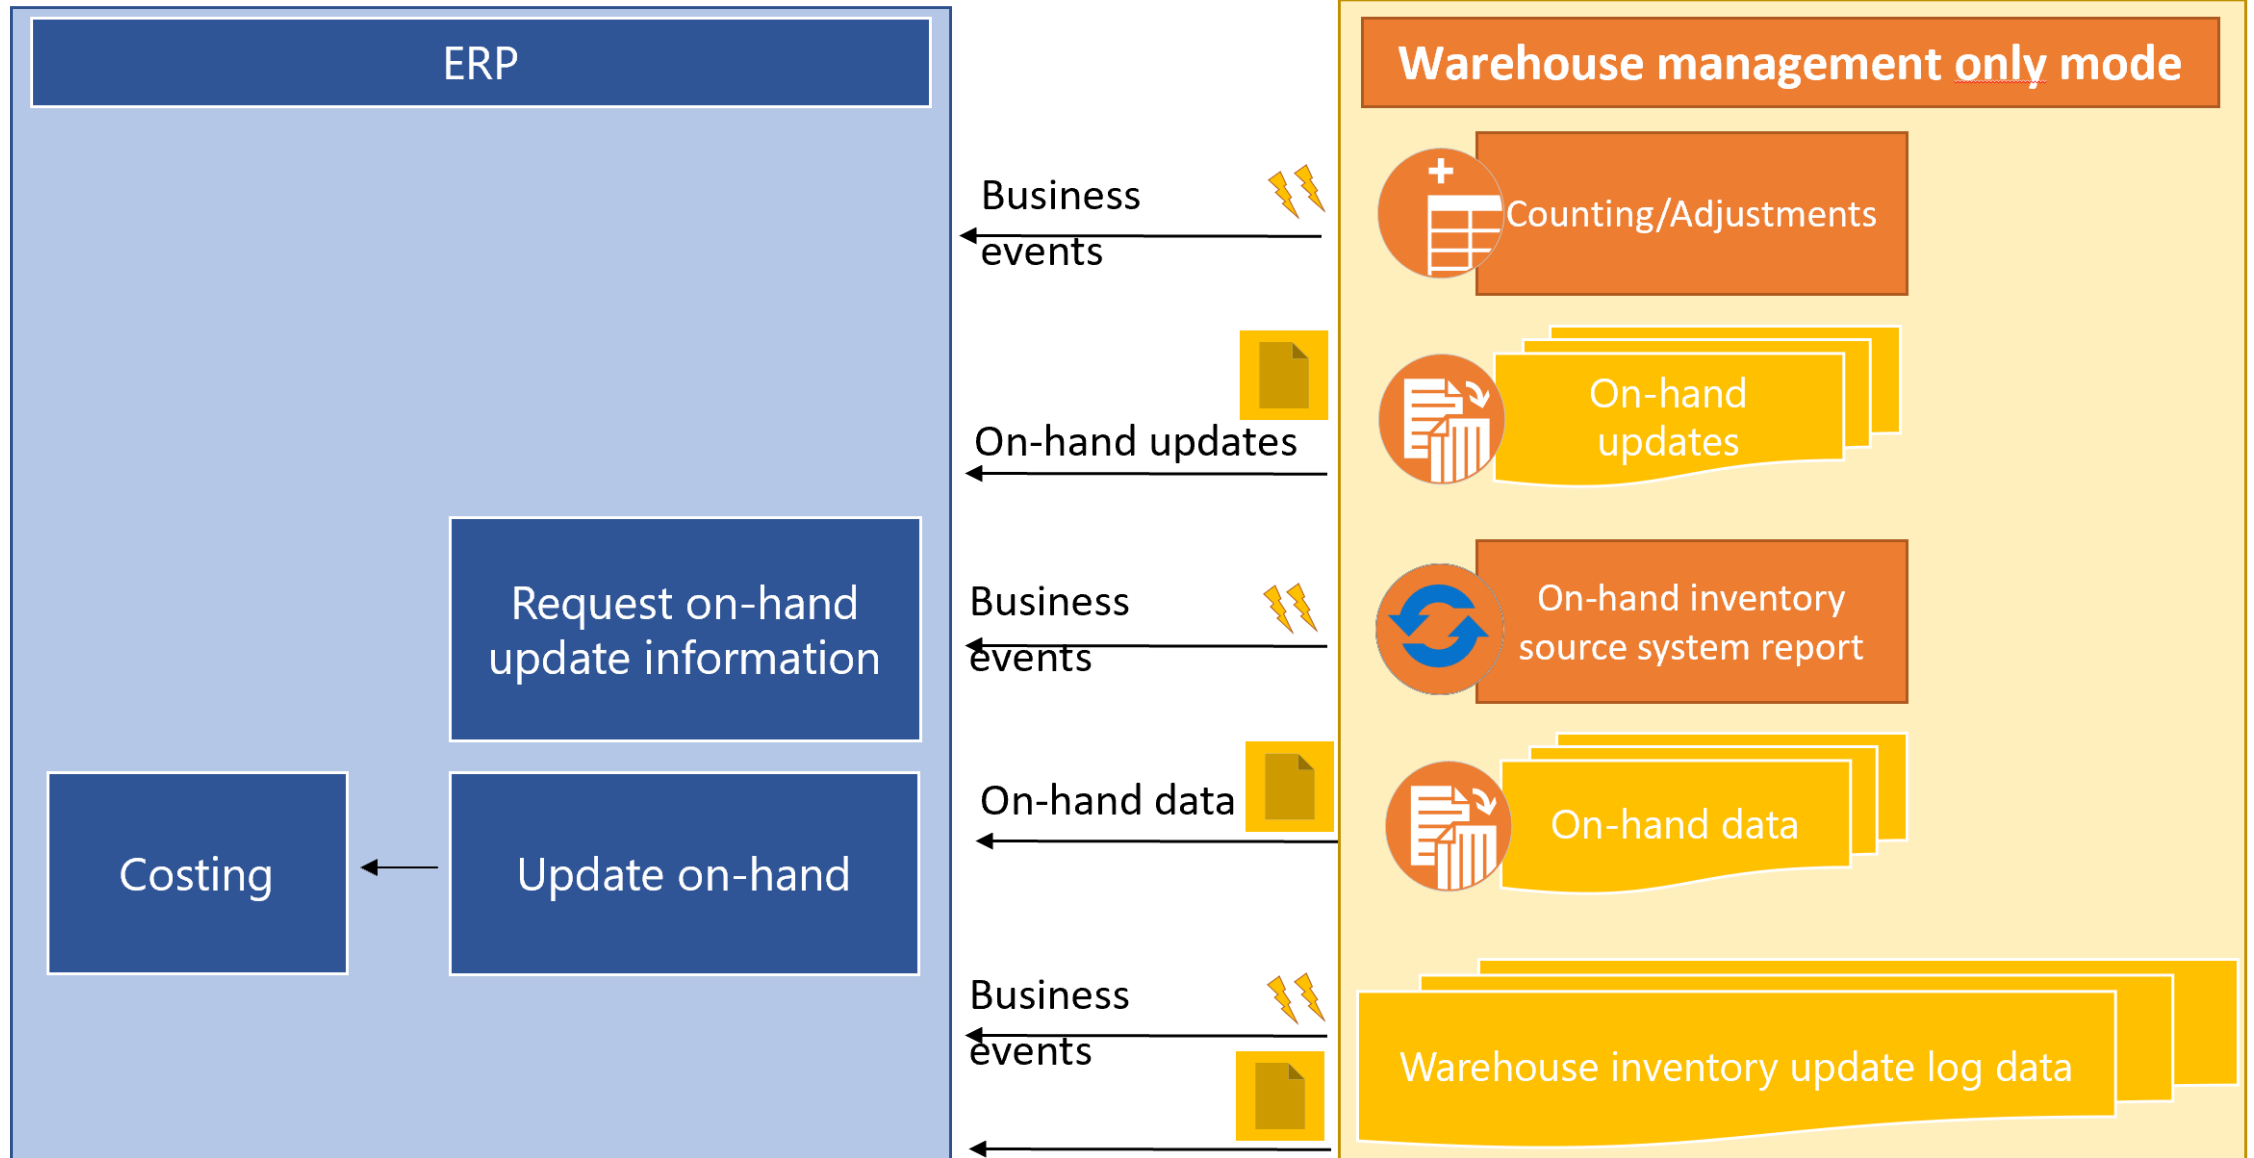 ERP
Warehouse management only mode
Business
events
Counting/Adjustments
On-hand updates
On-hand
updates
Request on-hand
update information
Business
events
On-hand inventory
source system report
On-hand data
On-hand data
Costing
Update on-hand
Business
events
Warehouse inventory update log data